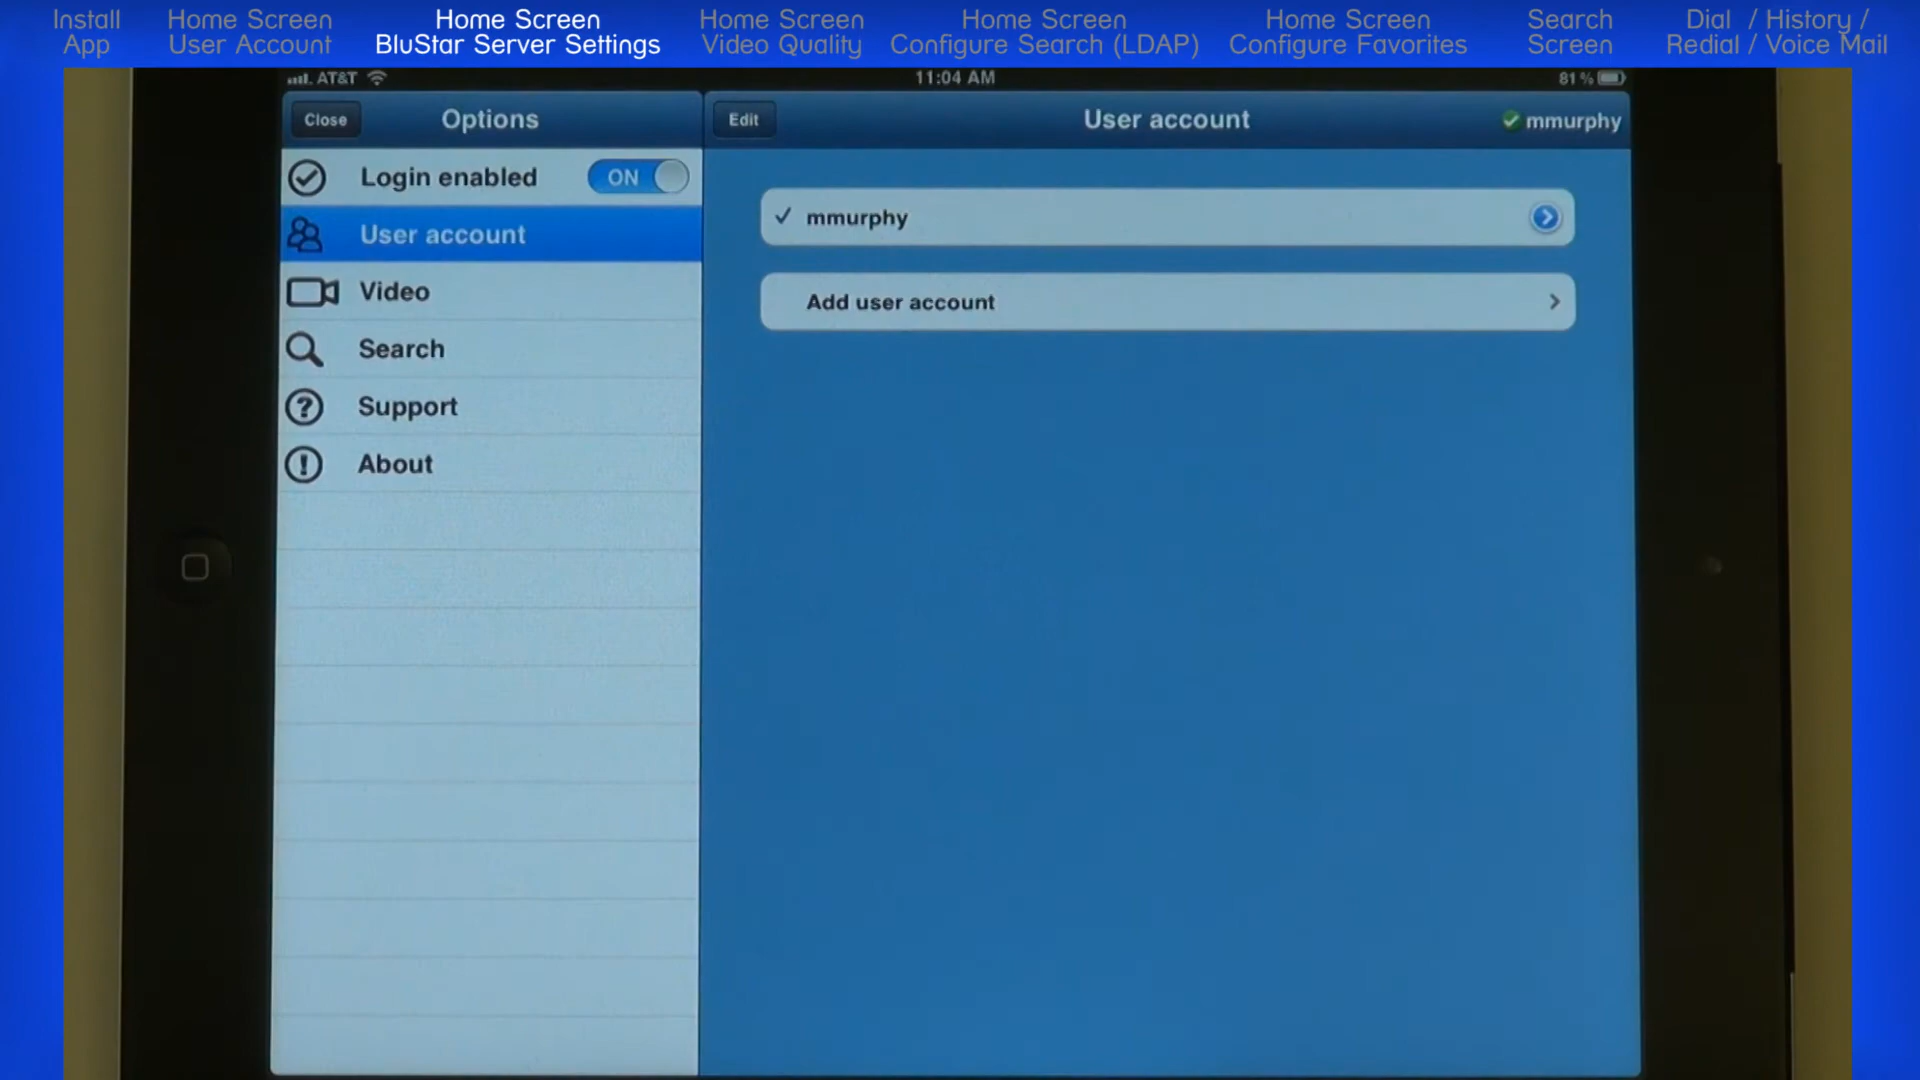 Install
App
Home Screen
User Account
Home Screen
BluStar Server Settings
Home Screen
Video Quality
Home Screen
Configure Search (LDAP)
Home Screen
Configure Favorites
Search
Screen
Dial / History /
Redial / Voice Mail
AT&T
11:04 AM
81%
Close
Options
Edit
User account
mmurphy
Login enabled
ON
User account
Video
Search
Support
About
mmurphy
Add user account